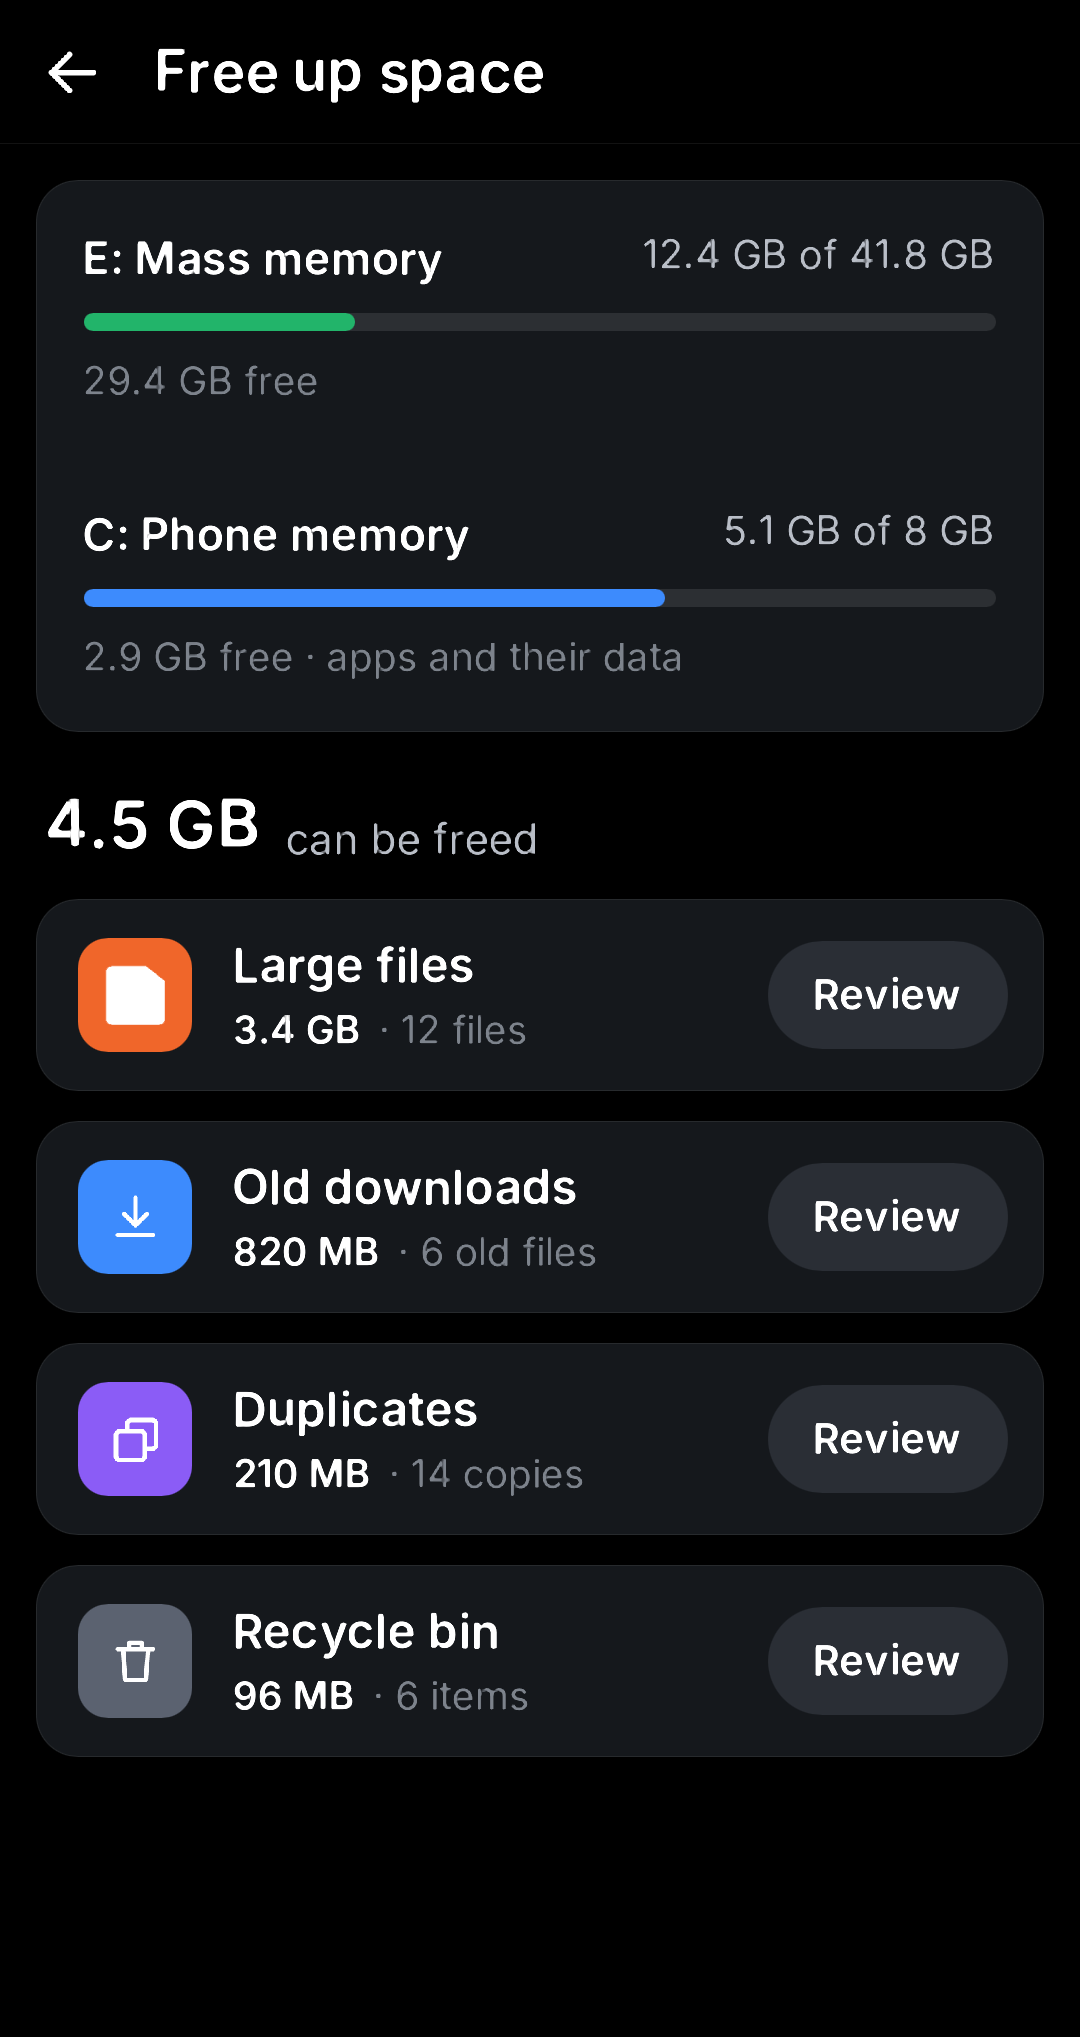 Free up space
E: Mass memory 12.4 GB of 41.8 GB
29.4 GB free
C: Phone memory 5.1 GB of 8 GB
2.9 GB free · apps and their data
4.5 GB can be freed
Large files
3.4 GB · 12 files
Review
Old downloads
820 MB · 6 old files
Review
Duplicates
210 MB · 14 copies
Review
Recycle bin
96 MB · 6 items
Review